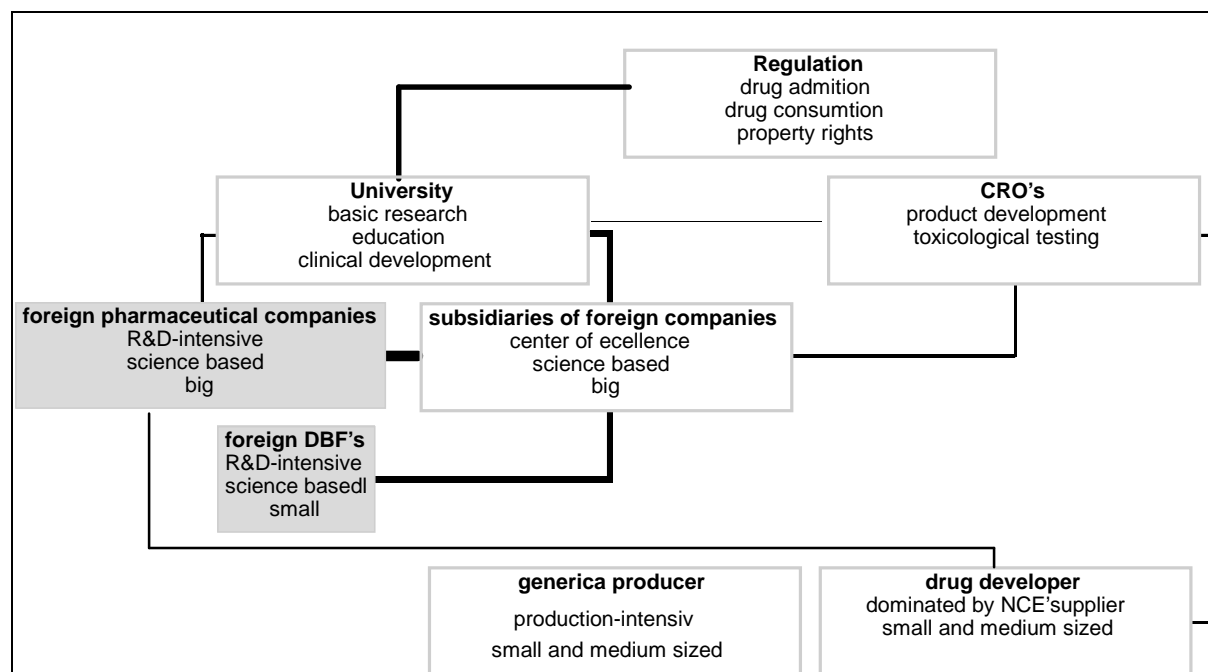 Regulation
drug admition
drug consumtion
property rights
University
basic research
education
clinical development
CRO's
product development
toxicological testing
foreign pharmaceutical companies
R&D-intensive
science based
big
subsidiaries of foreign companies
center of ecellence
science based
big
foreign DBF's
R&D-intensive
science basedl
small
generica producer
production-intensiv
small and medium sized
drug developer
dominated by NCE'supplier
small and medium sized